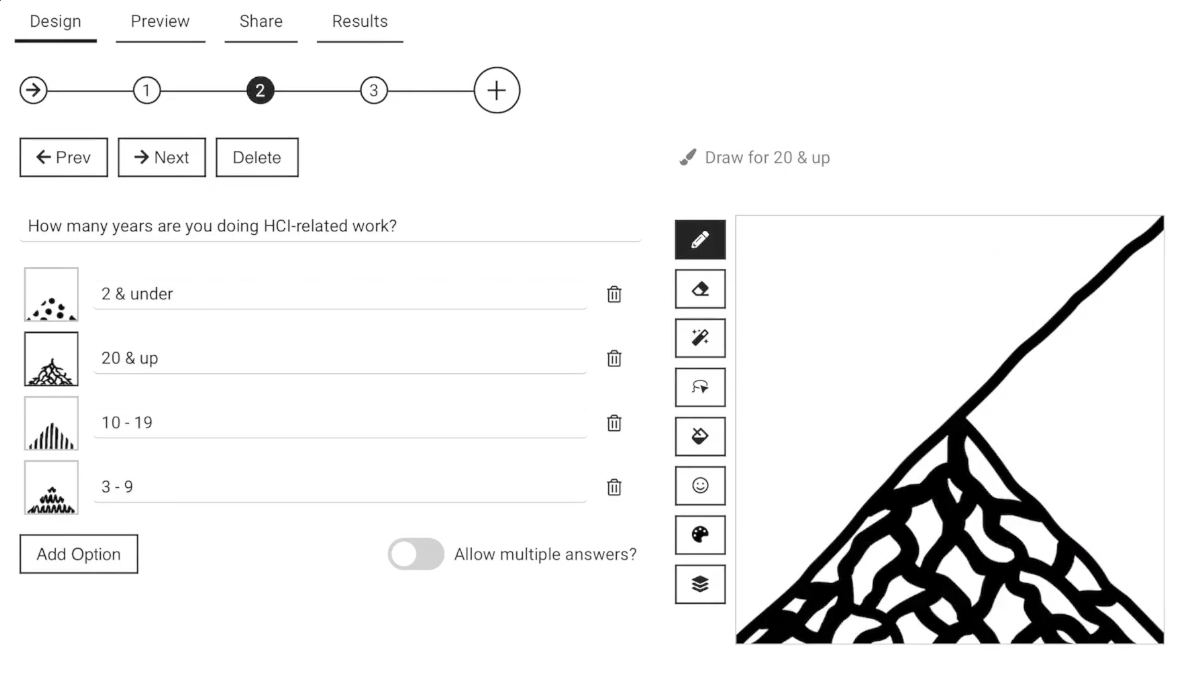 Design Preview Share Results
1 2 3
Prev Next Delete
Draw for 20 & up
How many years are you doing HCI-related work?
2 & under
20 & up
10 - 19
3 - 9
Add Option
Allow multiple answers?